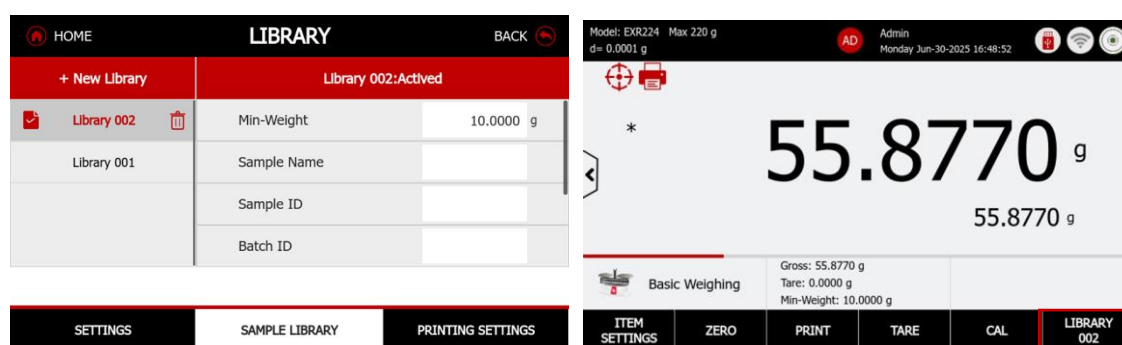 HOME LIBRARY BACK
+ New Library Library 002:Actived
Library 002 Min-Weight 10.0000 g
Library 001 Sample Name
Sample ID
Batch ID
SETTINGS SAMPLE LIBRARY PRINTING SETTINGS
Model: EXR224 Max 220 g
d= 0.0001 g
AD
Admin
Monday Jun-30-2025 16:48:52
*
55.8770 g
55.8770 g
Basic Weighing
Gross: 55.8770 g
Tare: 0.0000 g
Min-Weight: 10.0000 g
ITEM SETTINGS ZERO PRINT TARE CAL LIBRARY 002